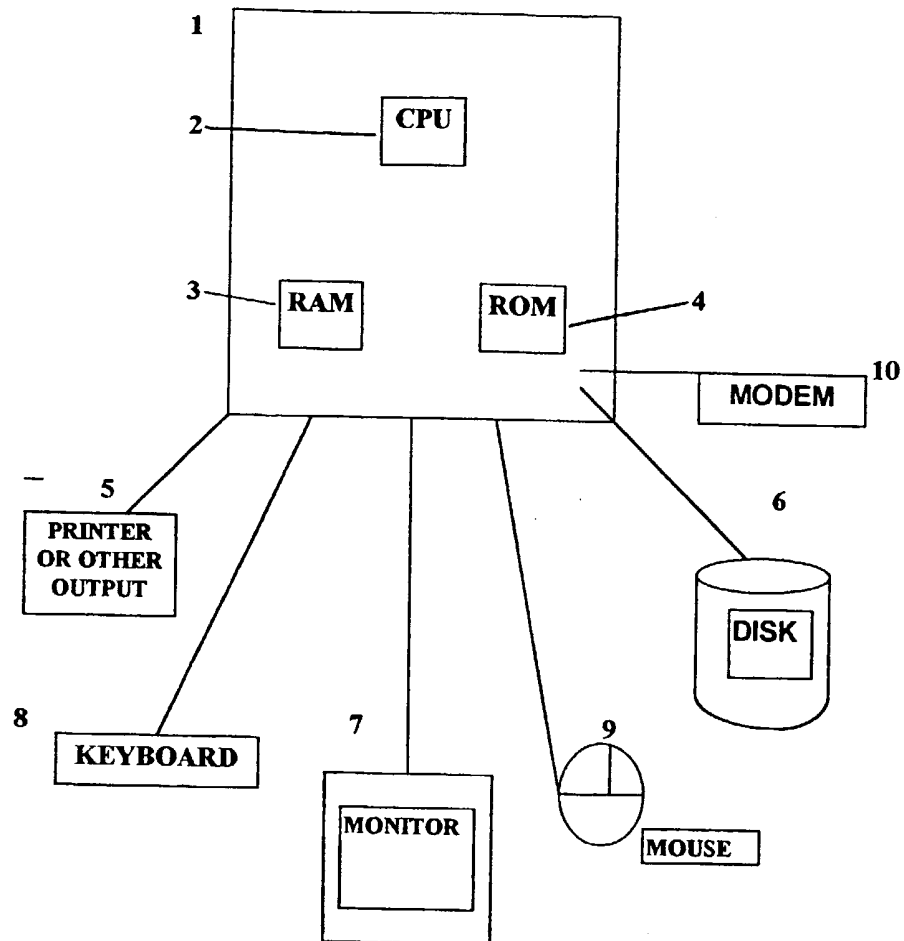 1
CPU
2
3
RAM
ROM
4
10
MODEM
5
6
PRINTER
OR OTHER
OUTPUT
DISK
8
7
9
KEYBOARD
MONITOR
MOUSE